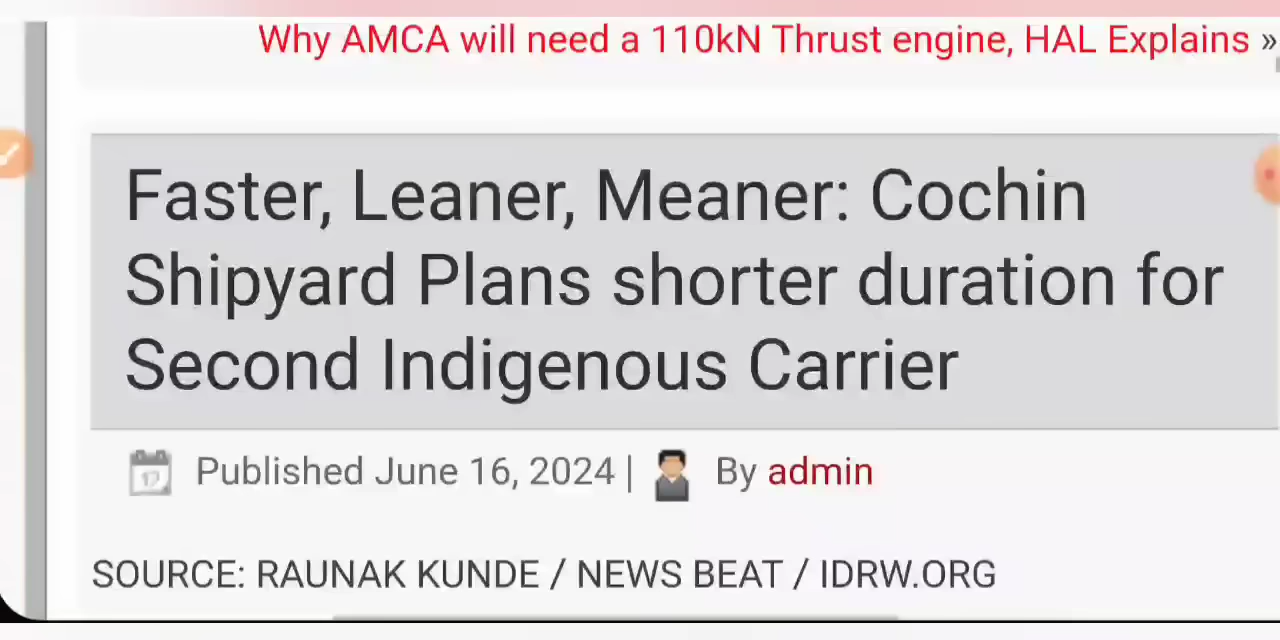 Why AMCA will need a 110kN Thrust engine, HAL Explains »
Faster, Leaner, Meaner: Cochin
Shipyard Plans shorter duration for
Second Indigenous Carrier
17 Published June 16, 2024 | By admin
SOURCE: RAUNAK KUNDE / NEWS BEAT / IDRW.ORG